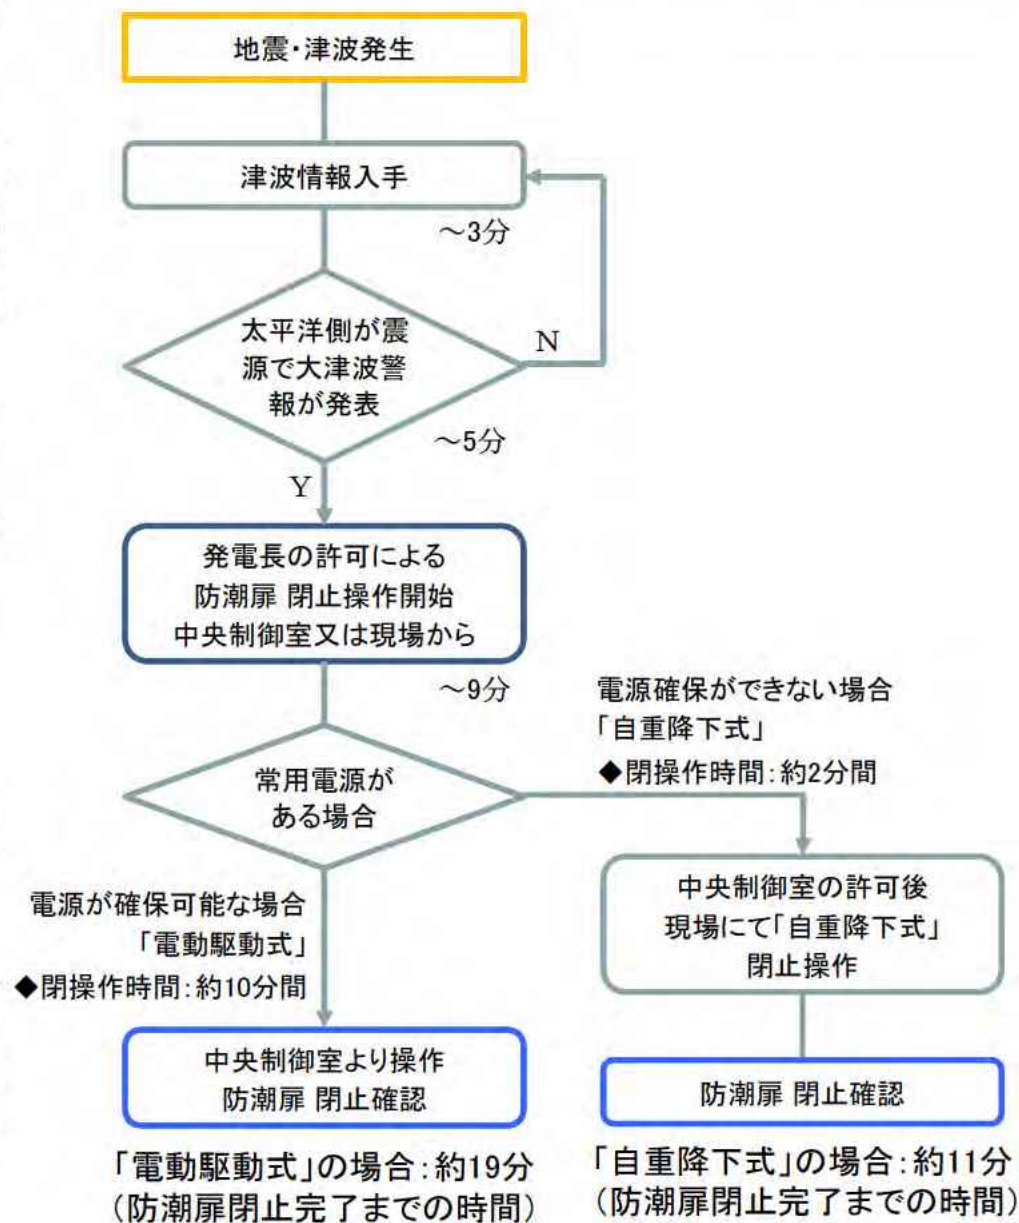 地震・津波発生
津波情報入手
～3分
太平洋側が震
源で大津波警
報が発表
N
～5分
Y
発電長の許可による
防潮扉 閉止操作開始
中央制御室又は現場から
～9分
電源確保ができない場合
「自重降下式」
◆閉操作時間:約2分間
常用電源が
ある場合
電源が確保可能な場合
「電動駆動式」
◆閉操作時間:約10分間
中央制御室の許可後
現場にて「自重降下式」
閉止操作
中央制御室より操作
防潮扉 閉止確認
防潮扉 閉止確認
「電動駆動式」の場合:約19分
(防潮扉閉止完了までの時間)
「自重降下式」の場合:約11分
(防潮扉閉止完了までの時間)